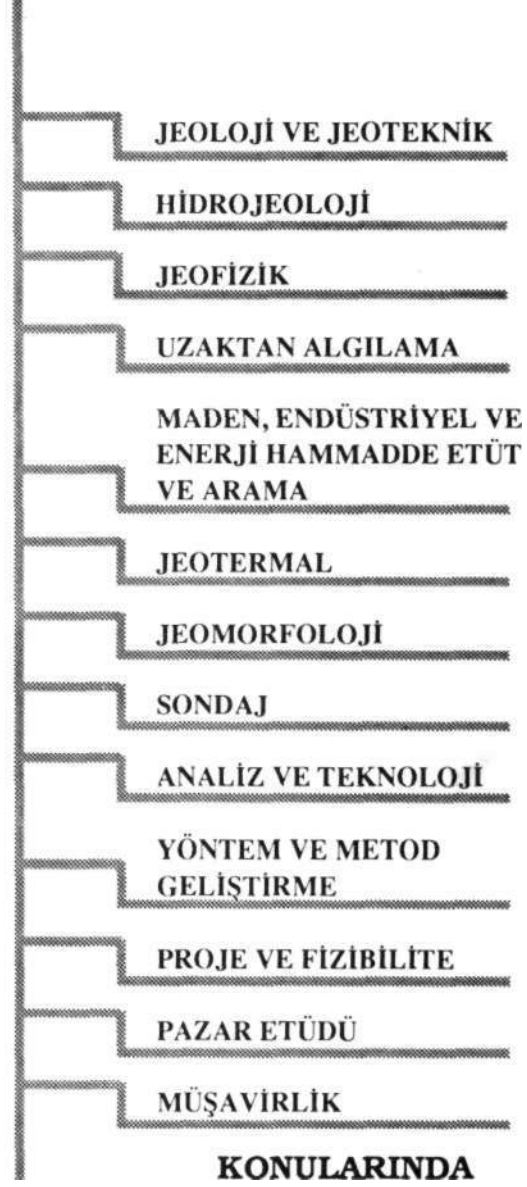 JEOLOJİ VE JEOTEKNİK
HİDROJEOLOJİ
JEOFİZİK
UZAKTAN ALGILAMA
MADEN, ENDÜSTRİYEL VE
ENERJİ HAMMADDE ETÜT
VE ARAMA
JEOTERMAL
JEOMORFOLOJİ
SONDAJ
ANALİZ VE TEKNOLOJİ
YÖNTEM VE METOD
GELİŞTİRME
PROJE VE FİZİBİLİTE
PAZAR ETÜDÜ
MÜŞAVİRLİK
KONULARINDA